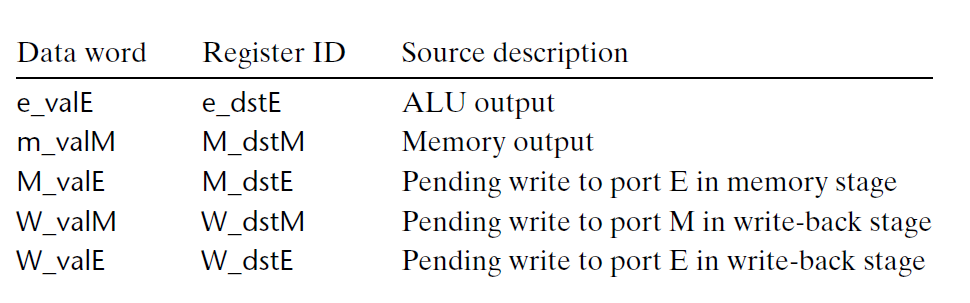 Data word Register ID Source description
e_valE e_dstE ALU output
m_valM M_dstM Memory output
M_valE M_dstE Pending write to port E in memory stage
W_valM W_dstM Pending write to port M in write-back stage
W_valE W_dstE Pending write to port E in write-back stage